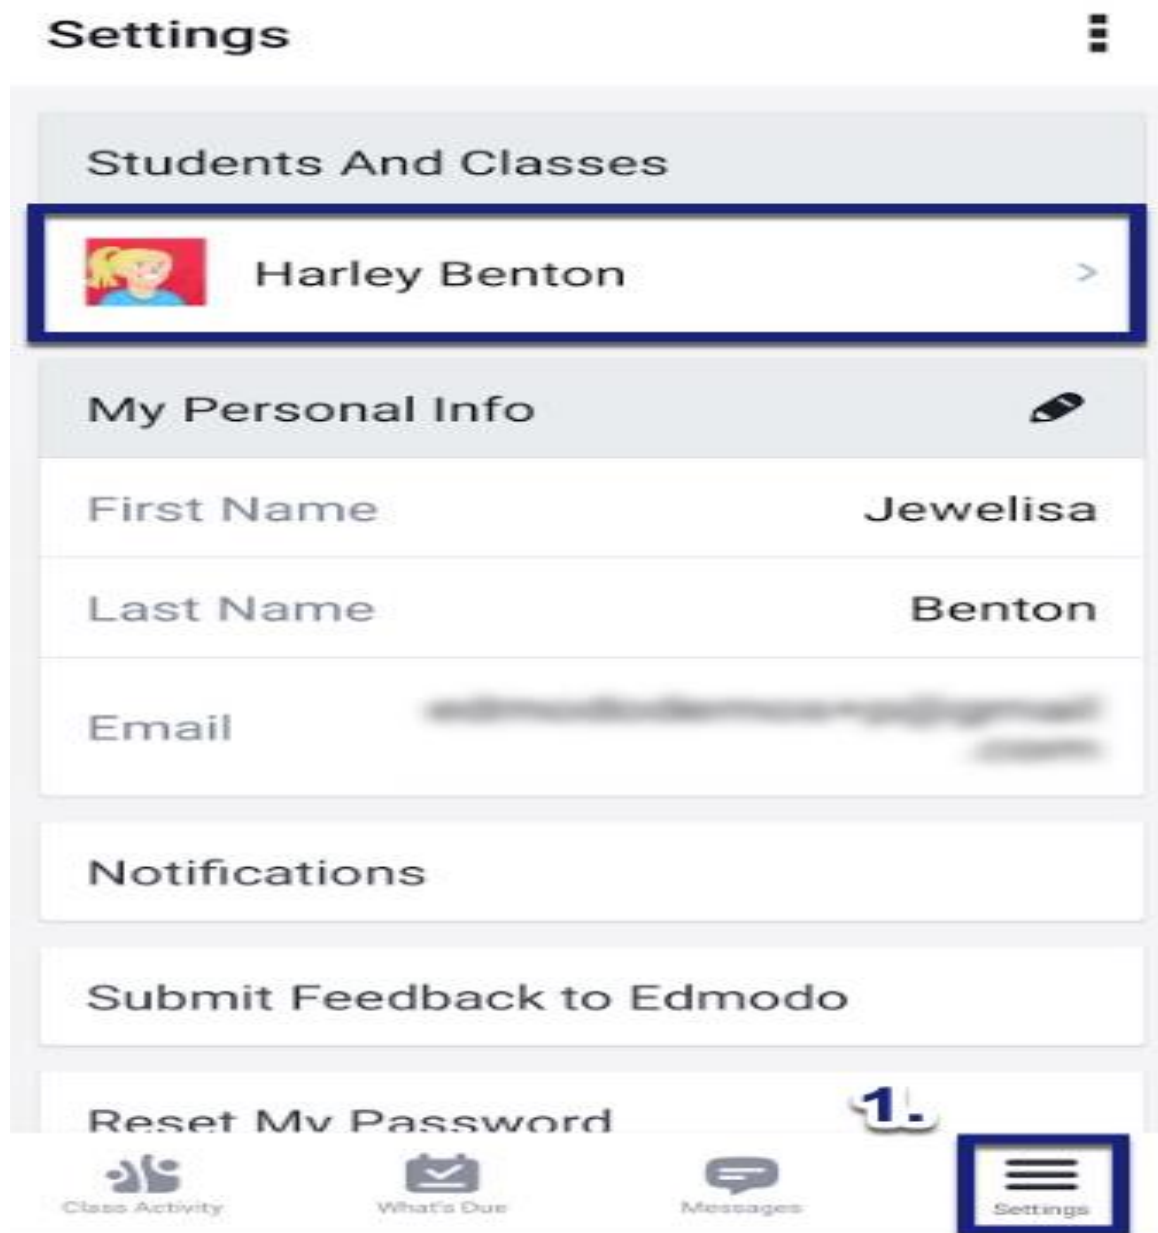 Settings
Students And Classes
Harley Benton
My Personal Info
First Name
Jewelisa
Last Name
Benton
Email
Notifications
Submit Feedback to Edmodo
Reset My Password
1.
Class Activity
What's Due
Messages
Settings